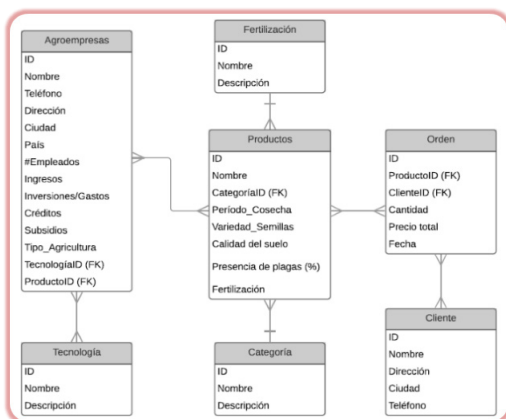 Agroempresas
ID
Nombre
Teléfono
Dirección
Ciudad
País
#Empleados
Ingresos
Inversiones/Gastos
Créditos
Subsidios
Tipo_Agricultura
TecnologíaID (FK)
ProductoID (FK)
Tecnología
ID
Nombre
Descripción
Fertilización
ID
Nombre
Descripción
Productos
ID
Nombre
CategoríaID (FK)
Período_Cosecha
Variedad_Semillas
Calidad del suelo
Presencia de plagas (%)
Fertilización
Categoría
ID
Nombre
Descripción
Orden
ID
ProductoID (FK)
ClienteID (FK)
Cantidad
Precio total
Fecha
Cliente
ID
Nombre
Dirección
Ciudad
Teléfono